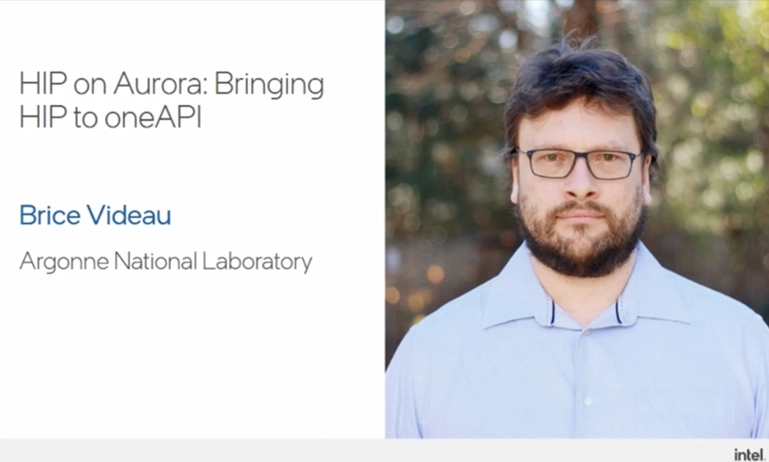 HIP on Aurora: Bringing
HIP to oneAPI
Brice Videau
Argonne National Laboratory
intel.